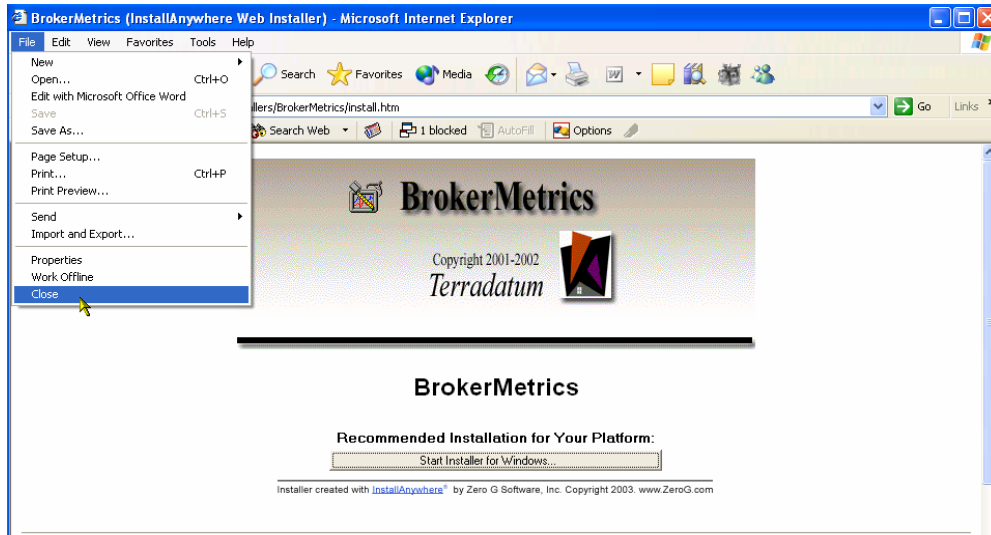 BrokerMetrics (InstallAnywhere Web Installer) - Microsoft Internet Explorer
File Edit View Favorites Tools Help
New
Open... Ctrl+O
Edit with Microsoft Office Word
Save Ctrl+S
Save As...
Page Setup...
Print... Ctrl+P
Print Preview...
Send
Import and Export...
Properties
Work Offline
Close
Search Favorites Media
llers/BrokerMetrics/install.htm Go Links
Search Web 1 blocked AutoFill Options
BrokerMetrics
Copyright 2001-2002
Terradatum
BrokerMetrics
Recommended Installation for Your Platform:
Start Installer for Windows...
Installer created with InstallAnywhere® by Zero G Software, Inc. Copyright 2003. www.ZeroG.com